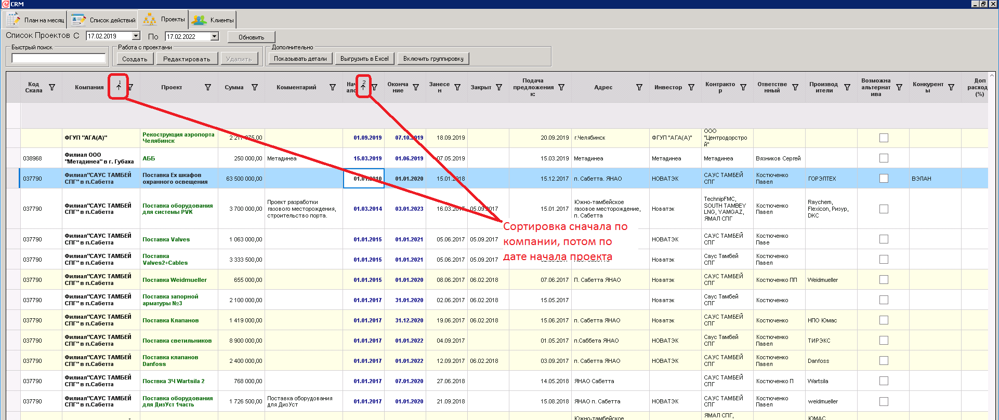 CRM
План на месяц
Список действий
Проекты
Клиенты
Список Проектов С 17.02.2019 По 17.02.2022 Обновить
Быстрый поиск
Работа с проектами
Дополнительно
Создать Редактировать Удалить Показывать детали Выгрузить в Excel Включить группировку
Код Скала
Компания 1
Проект
Сумма
Комментарий
2
Оконча ние
Занесе н
Закрыт
Подача предложения к:
Адрес
Инвестор
Контракто р
Ответстве нный
Производ ители
Возможна альтернат ива
Конкурент ы
Доп расход (%)
ФГУП "АГА(А)" Рекострукция аэропорта Челябинск 01.09.2019 07.10.2019 18.09.2019 20.09.2019 г.Челябинск ФГУП "АГА(А)" ООО "Центродорстро й"
038968 Филиал ООО "Метадинеа" в г. Губаха АББ 250 000,00 Метадинеа 15.03.2019 01.06.2019 07.05.2019 15.03.2019 Метадинеа Метадинеа Метадинеа Вязников Сергей
037790 Филиал"САУС ТАМБЕЙ СПГ" в п.Сабетта Поставка Ex шкафов охранного освещения 63 500 000,00 01.01.2010 01.01.2020 15.01.2018 15.12.2017 п. Сабетта. ЯНАО НОВАТЭК САУС ТАМБЕЙ СПГ Костюченко Павел ГОРЭЛТЕХ ВЭЛАН
037790 Филиал"САУС ТАМБЕЙ СПГ" в п.Сабетта Поставка оборудования для системы PVK 3 700 000,00 Проект разработки газового месторождения, строительство порта. 01.03.2014 03.01.2023 16.03.2017 05.09.2017 15.01.2017 Южно-тамбейское газовое месторождение, п. Сабетта Новатэк TechnipFMC, SOUTH TAMBEY LNG, YAMGAZ, ЯМАЛ СПГ Костюченко Павел Raychem, Flexicon, Ризур, DKC
037790 Филиал"САУС ТАМБЕЙ СПГ" в п.Сабетта Поставка Valves 1 063 000,00 01.01.2015 01.01.2021 05.06.2017 05.09.2017 НОВАТЭК САУС ТАМБЕЙ СПГ Костюченко Паве
037790 Филиал"САУС ТАМБЕЙ СПГ" в п.Сабетта Поставка Valves2+Cables 3 333 500,00 01.01.2015 01.01.2021 05.06.2017 05.09.2017 Новатэк Саус Тамбей СПГ Костюченко Павел
Сортировка сначала по
компании, потом по
дате начала проекта
037790 Филиал"САУС ТАМБЕЙ СПГ" в п.Сабетта Поставка Weidmueller 655 000,00 01.01.2015 01.01.2020 08.06.2017 06.02.2018 07.06.2017 П. Сабетта ЯНАО Новатэк САУС ТАМБЕЙ СПГ Костюченко ПП Weidmueller
037790 Филиал"САУС ТАМБЕЙ СПГ" в п.Сабетта Поставка запорной арматуры №3 2 100 000,00 01.01.2017 31.01.2020 02.06.2017 06.02.2018 15.05.2017 Новатэк Саус Тамбей СПГ Костюченко
037790 Филиал"САУС ТАМБЕЙ СПГ" в п.Сабетта Поставка Клапанов 1 419 000,00 01.01.2017 31.12.2020 19.06.2017 06.02.2018 15.06.2017 п. Сабетта ЯНАО Новатэк САУС ТАМБЕЙ СПГ Костюченко НПО Юмас
037790 Филиал"САУС ТАМБЕЙ СПГ" в п.Сабетта Поставка светильников 8 900 000,00 01.01.2017 01.01.2022 04.09.2017 01.05.2017 п.Саббета ЯНАО НОВАТЭК Саус Тамбей СПГ Костюченко Павел ТИРЭКС
037790 Филиал"САУС ТАМБЕЙ СПГ" в п.Сабетта Поставка клапанов Danfoss 2 400 000,00 01.01.2017 01.01.2022 12.09.2017 06.02.2018 03.09.2017 п. Сабетта ЯНАО НОВАТЭК САУС ТАМБЕЙ СПГ Костюченко Павел Danfoss
037790 Филиал"САУС ТАМБЕЙ СПГ" в п.Сабетта Поствка ЗЧ Wartsila 2 768 000,00 01.01.2017 07.01.2020 27.06.2018 14.05.2018 ЯНАО Сабетта САУС ТАМБЕЙ СПГ Костюченко П Wartsila
037790 Филиал"САУС ТАМБЕЙ СПГ" в п.Сабетта Поставка оборудования для ДизУст 1часть 1 726 500,00 Поставка оборудования для ДизУст 01.01.2017 01.01.2020 21.09.2018 15.08.2018 ЯНАО п. Сабетта НОВАТЭК САУС ТАМБЕЙ СПГ Костюченко Павел weidmueller
Южно-тамбейское ЯМАЛ СПГ, ЮМАС